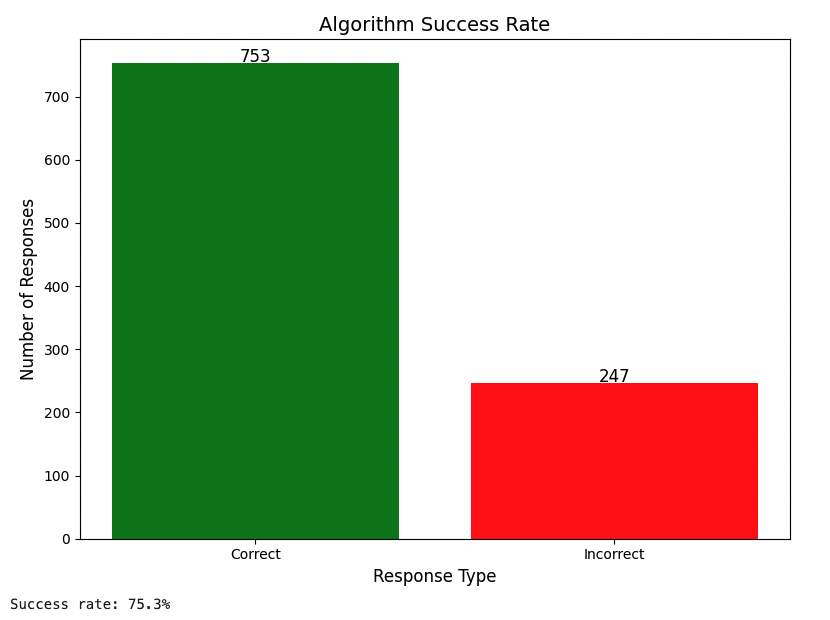 Algorithm Success Rate
753
700
600
500
400
300
200
100
0
247
Number of Responses
Correct
Incorrect
Response Type
Success rate: 75.3%